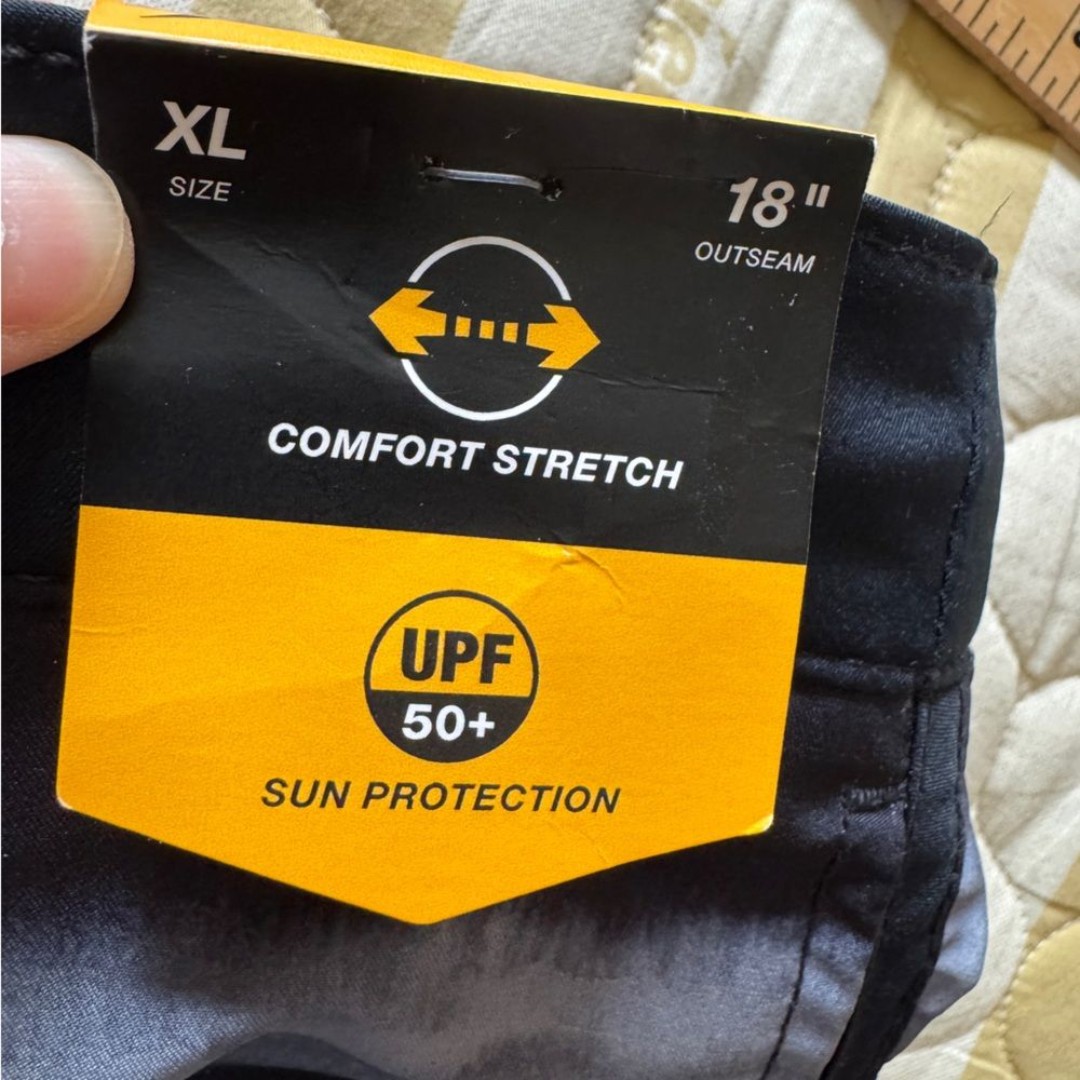 XL
SIZE
18"
OUTSEAM
COMFORT STRETCH
UPF
50+
SUN PROTECTION